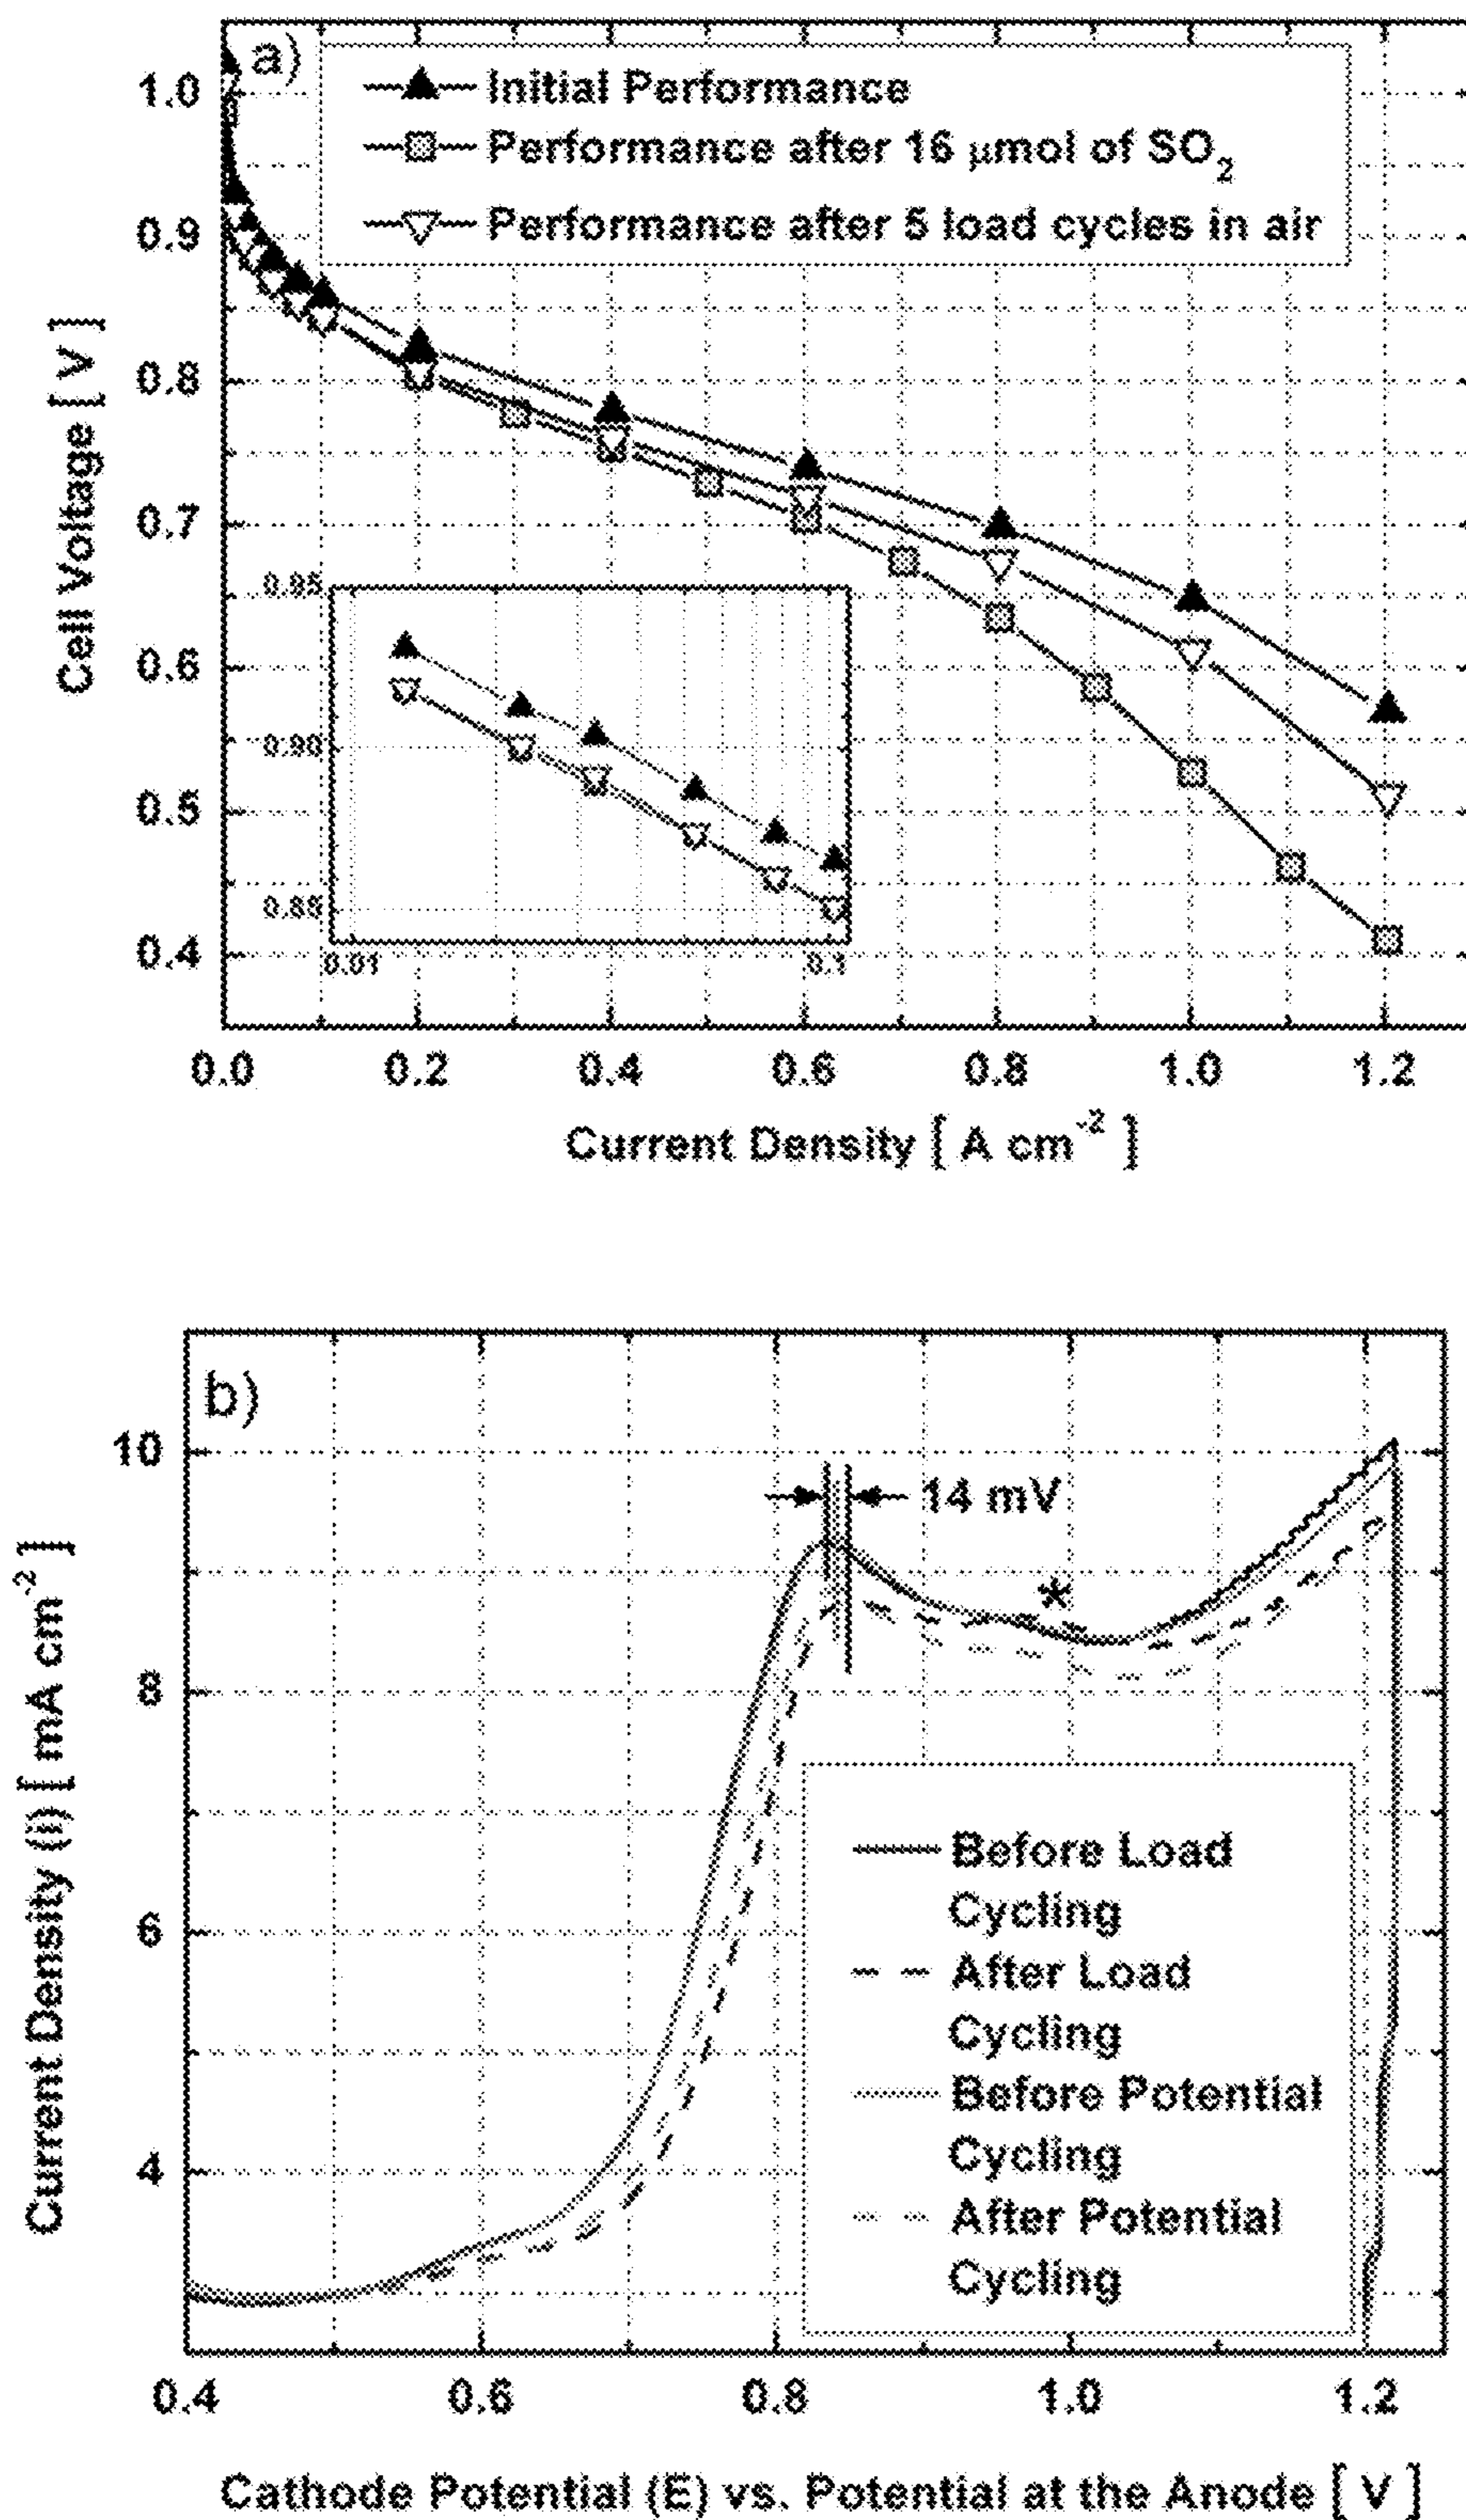 a)
Initial Performance
Performance after 16 μmol of SO₂
Performance after 5 load cycles in air
Cell Voltage [ V ]
1.0
0.9
0.8
0.7
0.6
0.5
0.4
0.95
0.90
0.85
0.01
0.1
0.0 0.2 0.4 0.6 0.8 1.0 1.2
Current Density [ A cm⁻² ]
b)
14 mV
*
Current Density (i) [ mA cm⁻² ]
10
8
6
4
Before Load
Cycling
After Load
Cycling
Before Potential
Cycling
After Potential
Cycling
0.4 0.6 0.8 1.0 1.2
Cathode Potential (E) vs. Potential at the Anode [ V ]